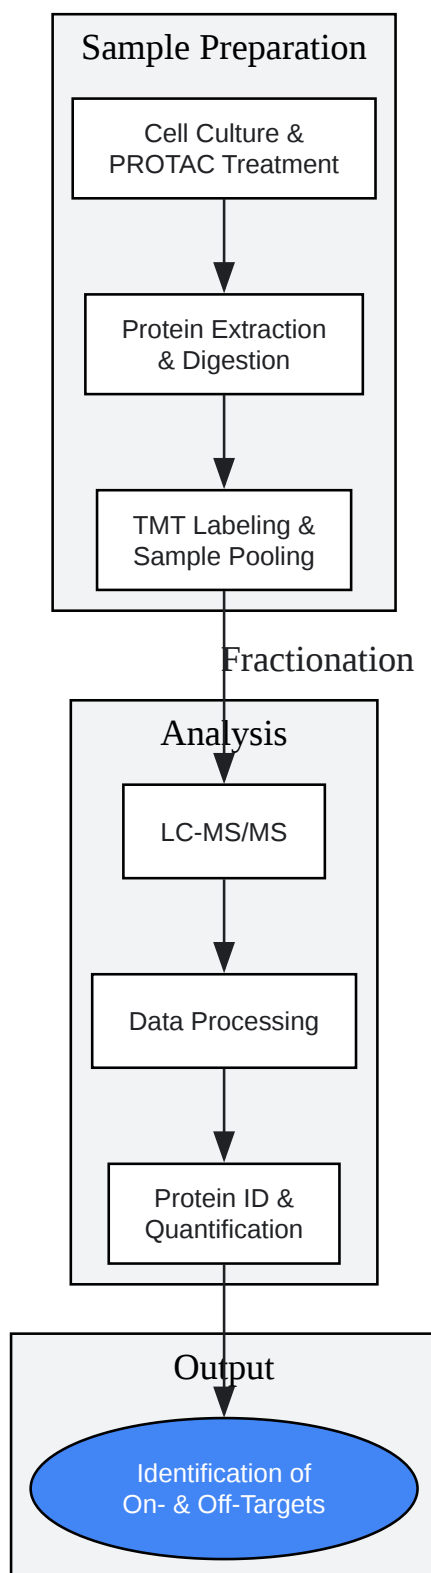 Sample Preparation
Cell Culture &
PROTAC Treatment
Protein Extraction
& Digestion
TMT Labeling &
Sample Pooling
Fractionation
Analysis
LC-MS/MS
Data Processing
Protein ID &
Quantification
Output
Identification of
On- & Off-Targets